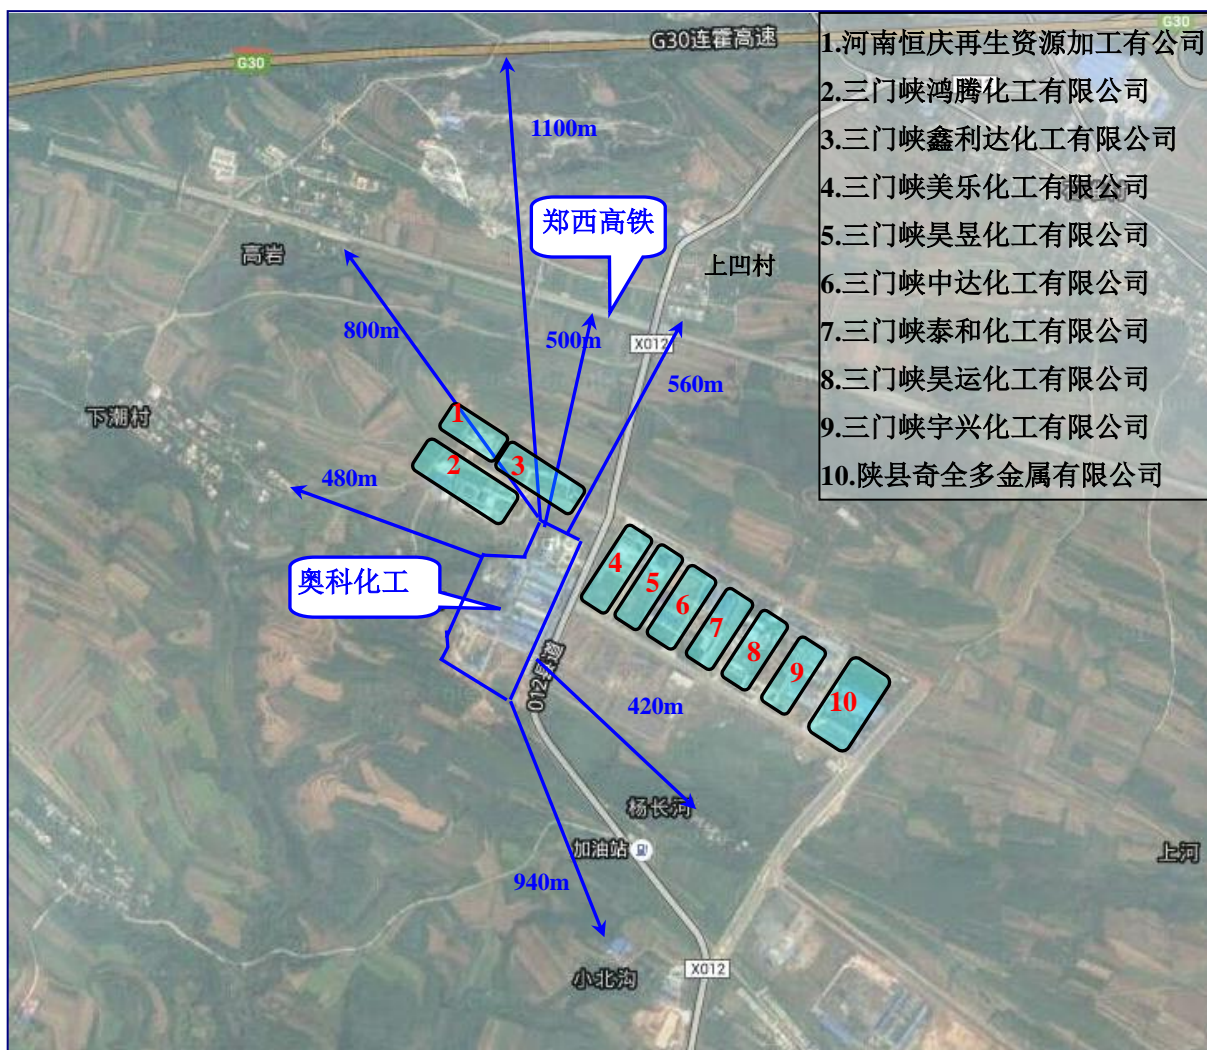 G30
G30连霍高速
G30
1.河南恒庆再生资源加工有公司
2.三门峡鸿腾化工有限公司
3.三门峡鑫利达化工有限公司
4.三门峡美乐化工有限公司
5.三门峡昊昱化工有限公司
6.三门峡中达化工有限公司
7.三门峡泰和化工有限公司
8.三门峡昊运化工有限公司
9.三门峡宇兴化工有限公司
10.陕县奇全多金属有限公司
1100m
郑西高铁
高岩
上凹村
800m
500m
X012
560m
下潮村
1
2
3
480m
奥科化工
4
5
6
7
8
9
10
420m
杨长河
加油站
上河
940m
小北沟
X012